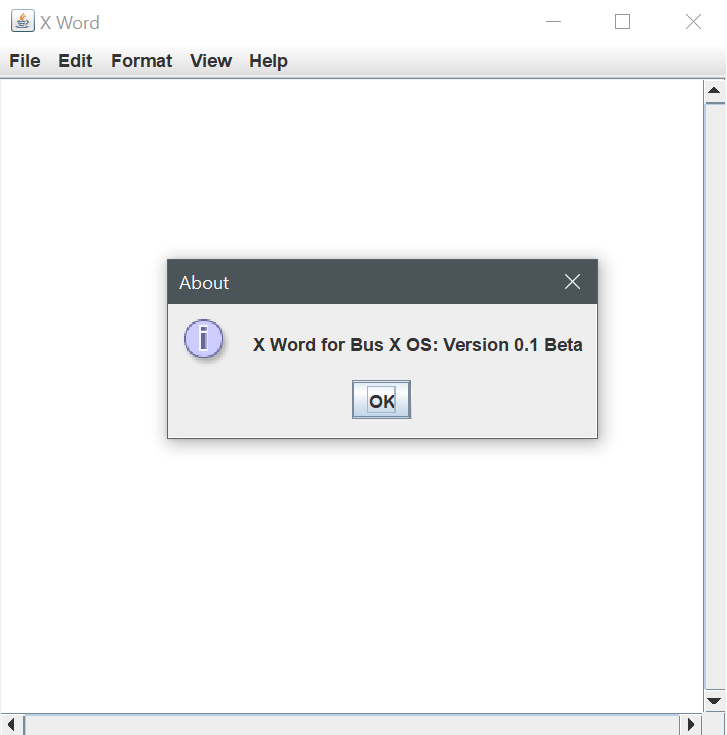 X Word
File Edit Format View Help
About
i
X Word for Bus X OS: Version 0.1 Beta
OK